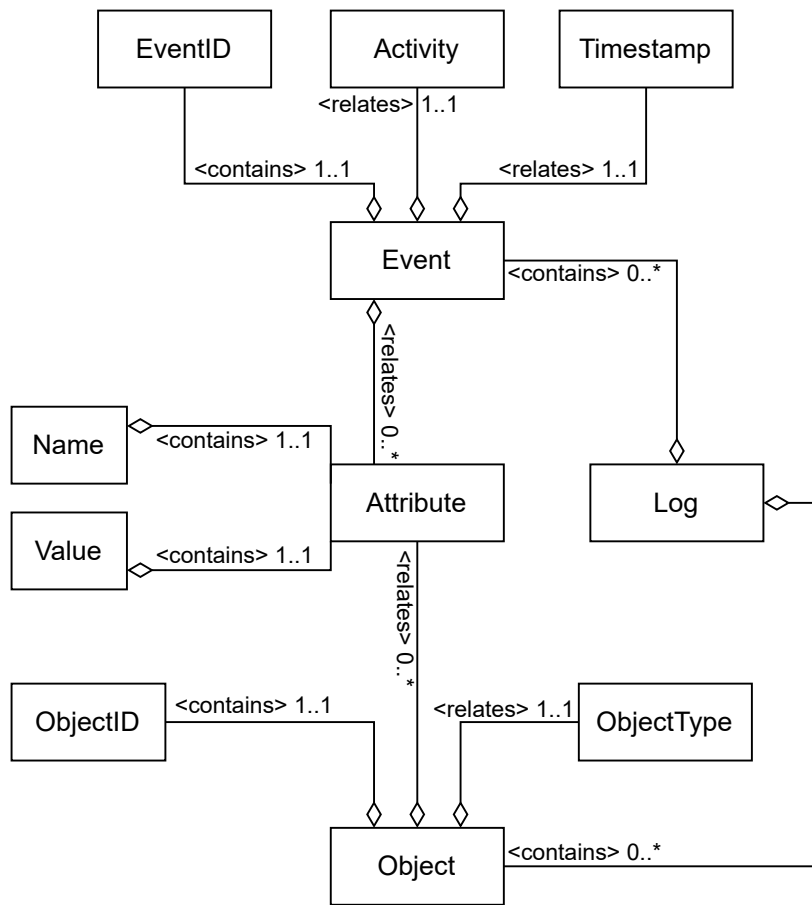 EventID
Activity
Timestamp
<relates> 1..1
<contains> 1..1
<relates> 1..1
Event
<contains> 0..*
<relates> 0..*
Name
<contains> 1..1
Attribute
Log
Value
<contains> 1..1
<relates> 0..*
ObjectID
<contains> 1..1
<relates> 1..1
ObjectType
Object
<contains> 0..*